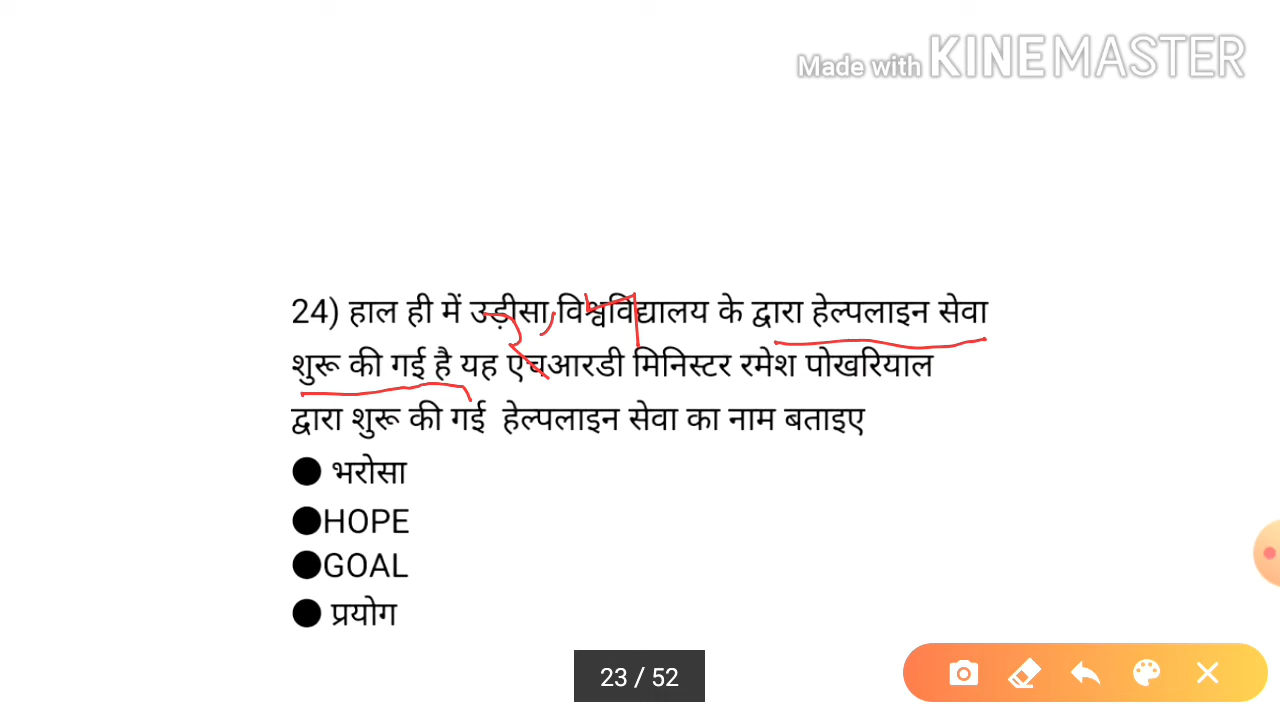 Made with KINEMASTER
24) हाल ही में उड़ीसा विश्वविद्यालय के द्वारा हेल्पलाइन सेवा
शुरू की गई है यह एचआरडी मिनिस्टर रमेश पोखरियाल
द्वारा शुरू की गई हेल्पलाइन सेवा का नाम बताइए
● भरोसा
●HOPE
●GOAL
● प्रयोग
23 / 52